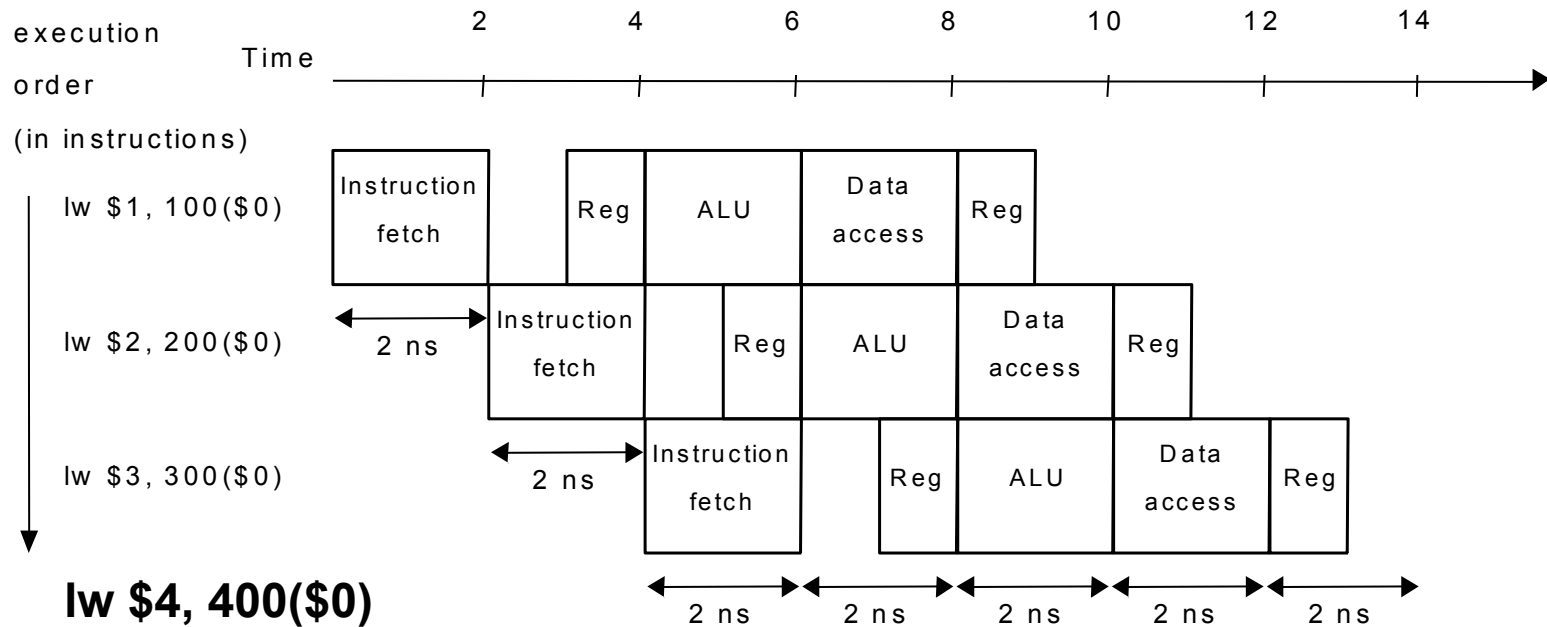 execution
order
(in instructions)
Time
2 4 6 8 10 12 14
lw $1, 100($0)
Instruction
fetch
Reg
ALU
Data
access
Reg
2 ns
lw $2, 200($0)
Instruction
fetch
Reg
ALU
Data
access
Reg
2 ns
lw $3, 300($0)
Instruction
fetch
Reg
ALU
Data
access
Reg
lw $4, 400($0)
2 ns 2 ns 2 ns 2 ns 2 ns